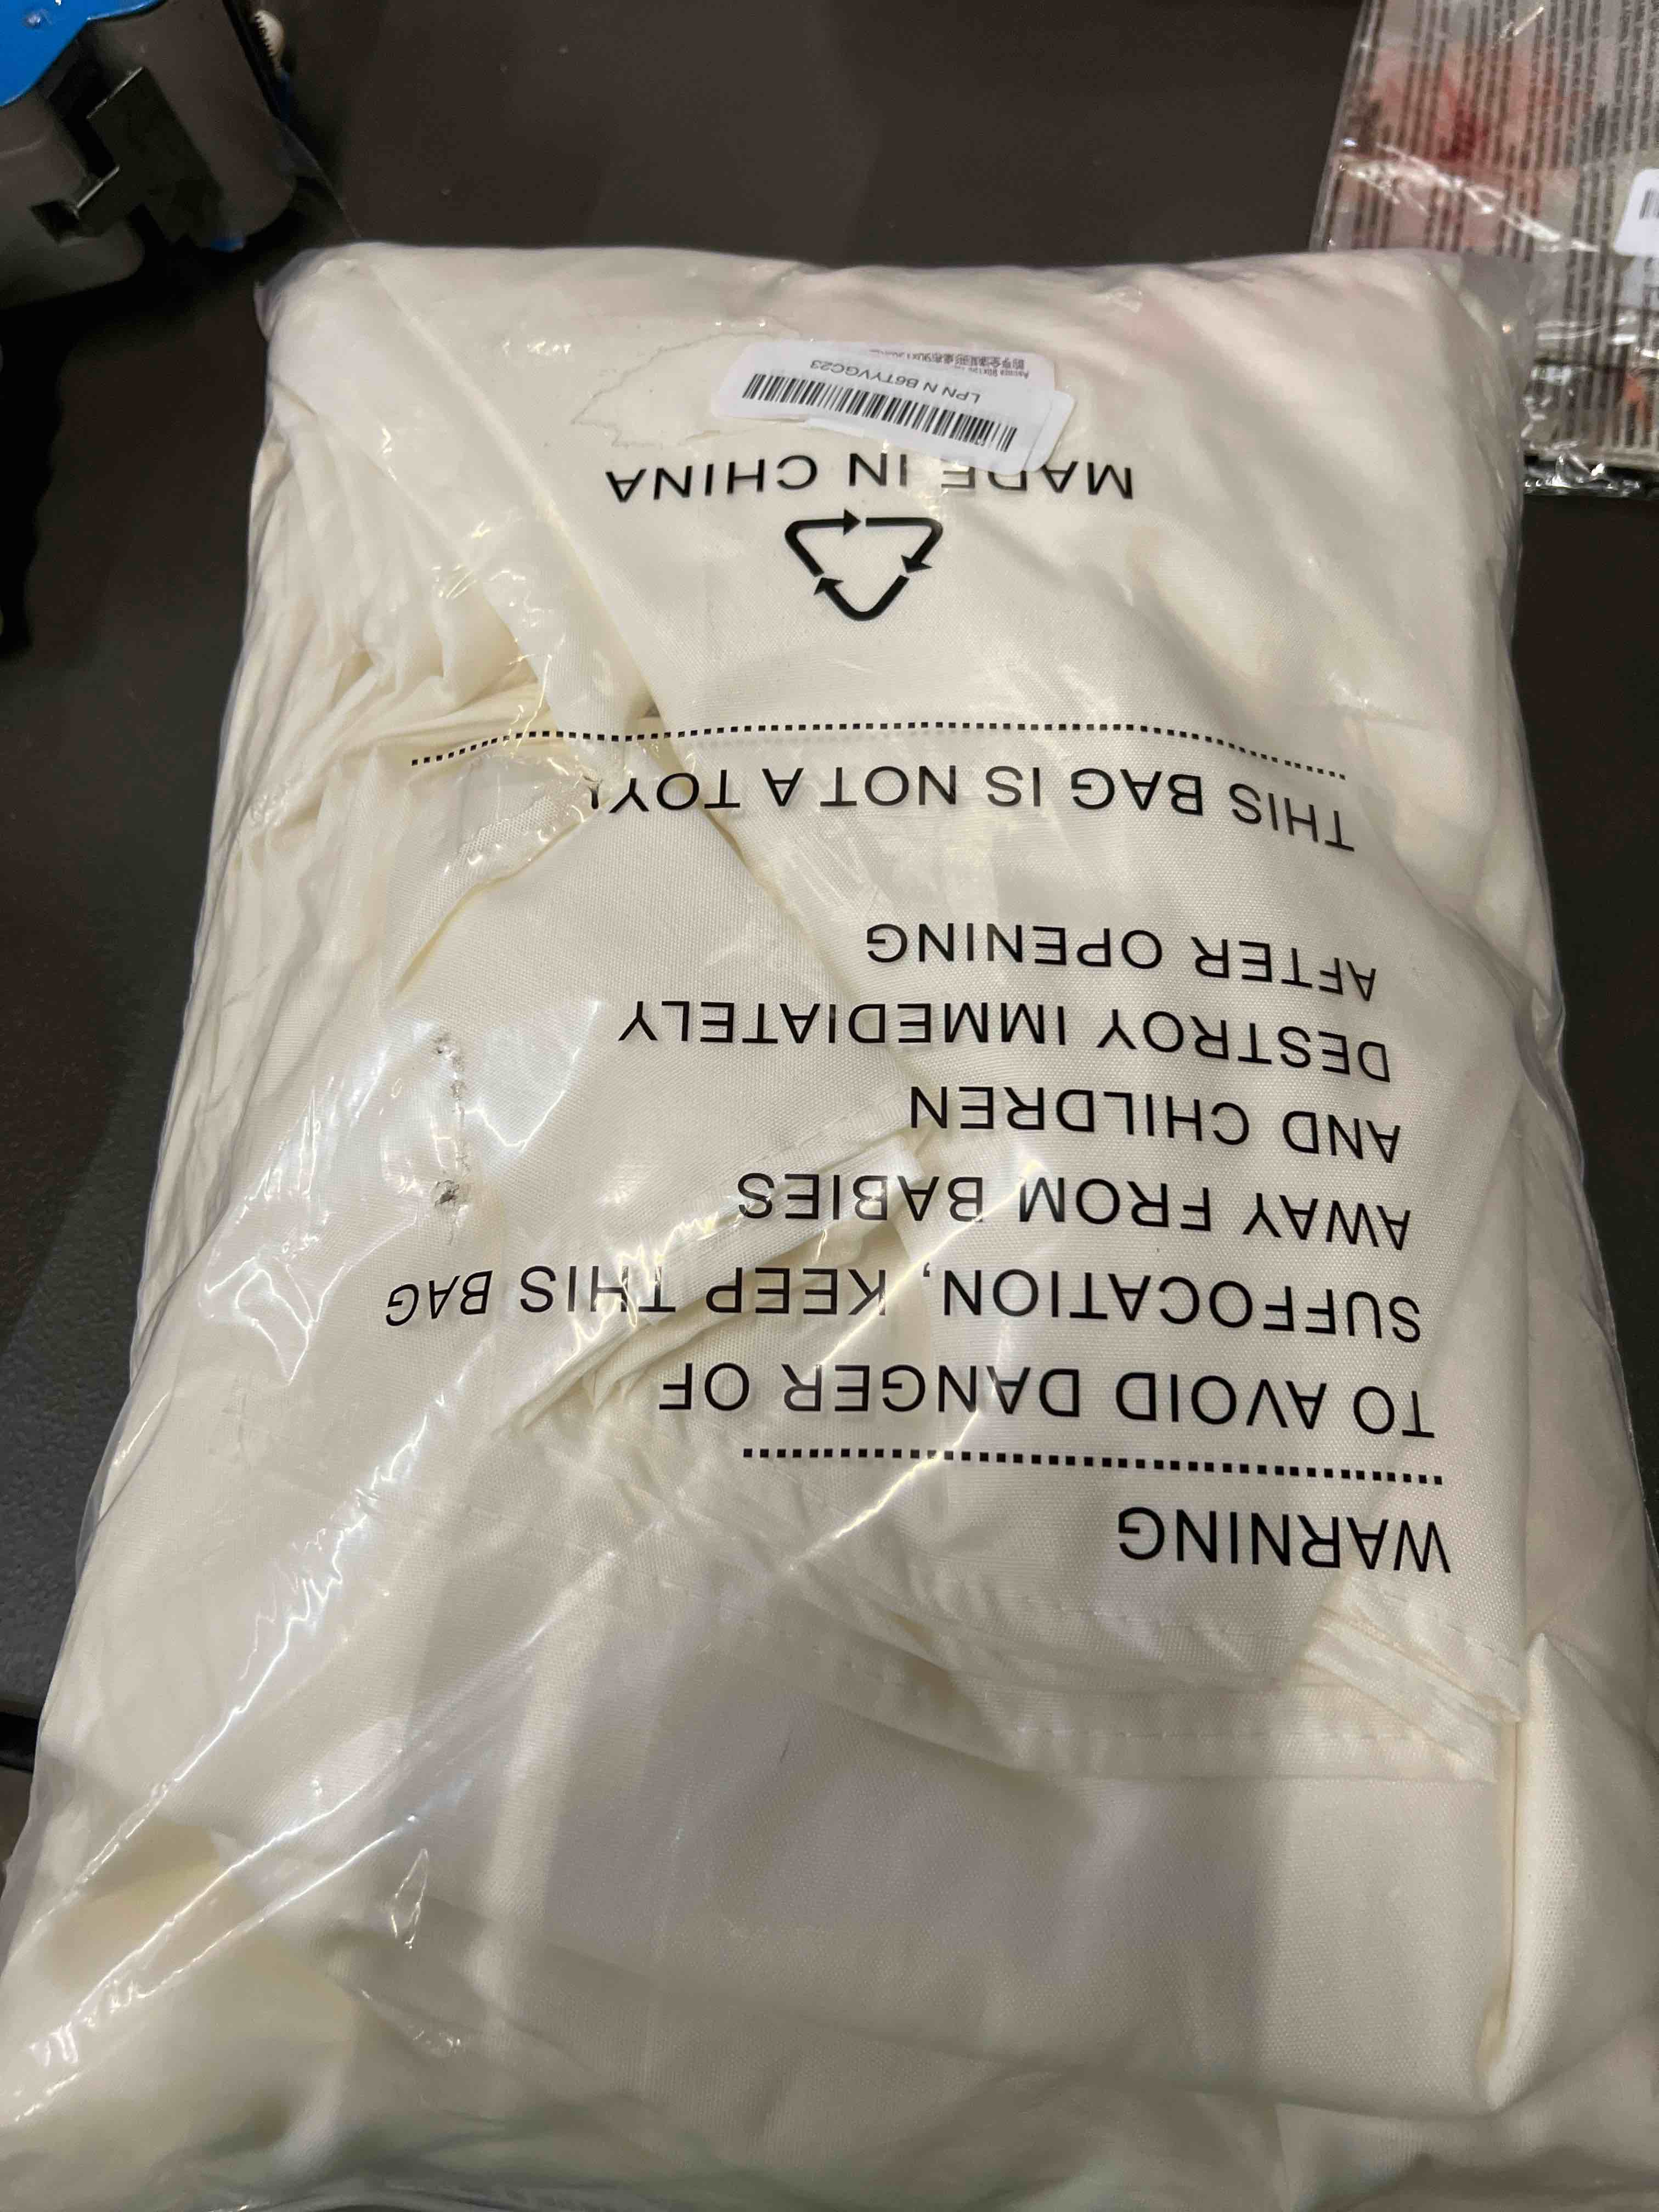 WARNING
TO AVOID DANGER OF
SUFFOCATION, KEEP THIS BAG
AWAY FROM BABIES
AND CHILDREN
DESTROY IMMEDIATELY
AFTER OPENING
THIS BAG IS NOT A TOY!
MADE IN CHINA
LPN N B6TYVGC23